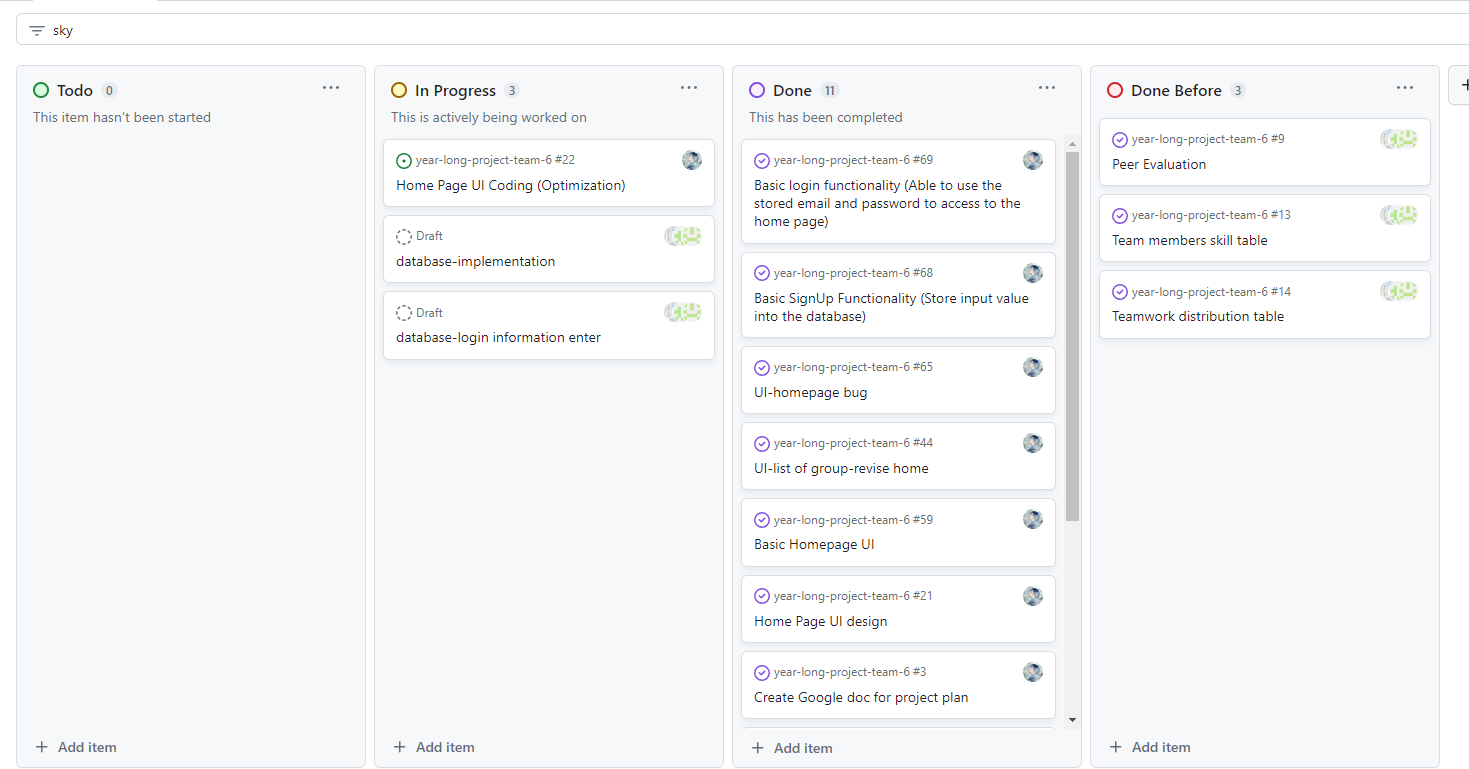 sky
Todo 0
This item hasn't been started
Add item
In Progress 3
This is actively being worked on
year-long-project-team-6 #22
Home Page UI Coding (Optimization)
Draft
database-implementation
Draft
database-login information enter
Add item
Done 11
This has been completed
year-long-project-team-6 #69
Basic login functionality (Able to use the
stored email and password to access to the
home page)
year-long-project-team-6 #68
Basic SignUp Functionality (Store input value
into the database)
year-long-project-team-6 #65
UI-homepage bug
year-long-project-team-6 #44
UI-list of group-revise home
year-long-project-team-6 #59
Basic Homepage UI
year-long-project-team-6 #21
Home Page UI design
year-long-project-team-6 #3
Create Google doc for project plan
Add item
Done Before 3
year-long-project-team-6 #9
Peer Evaluation
year-long-project-team-6 #13
Team members skill table
year-long-project-team-6 #14
Teamwork distribution table
Add item